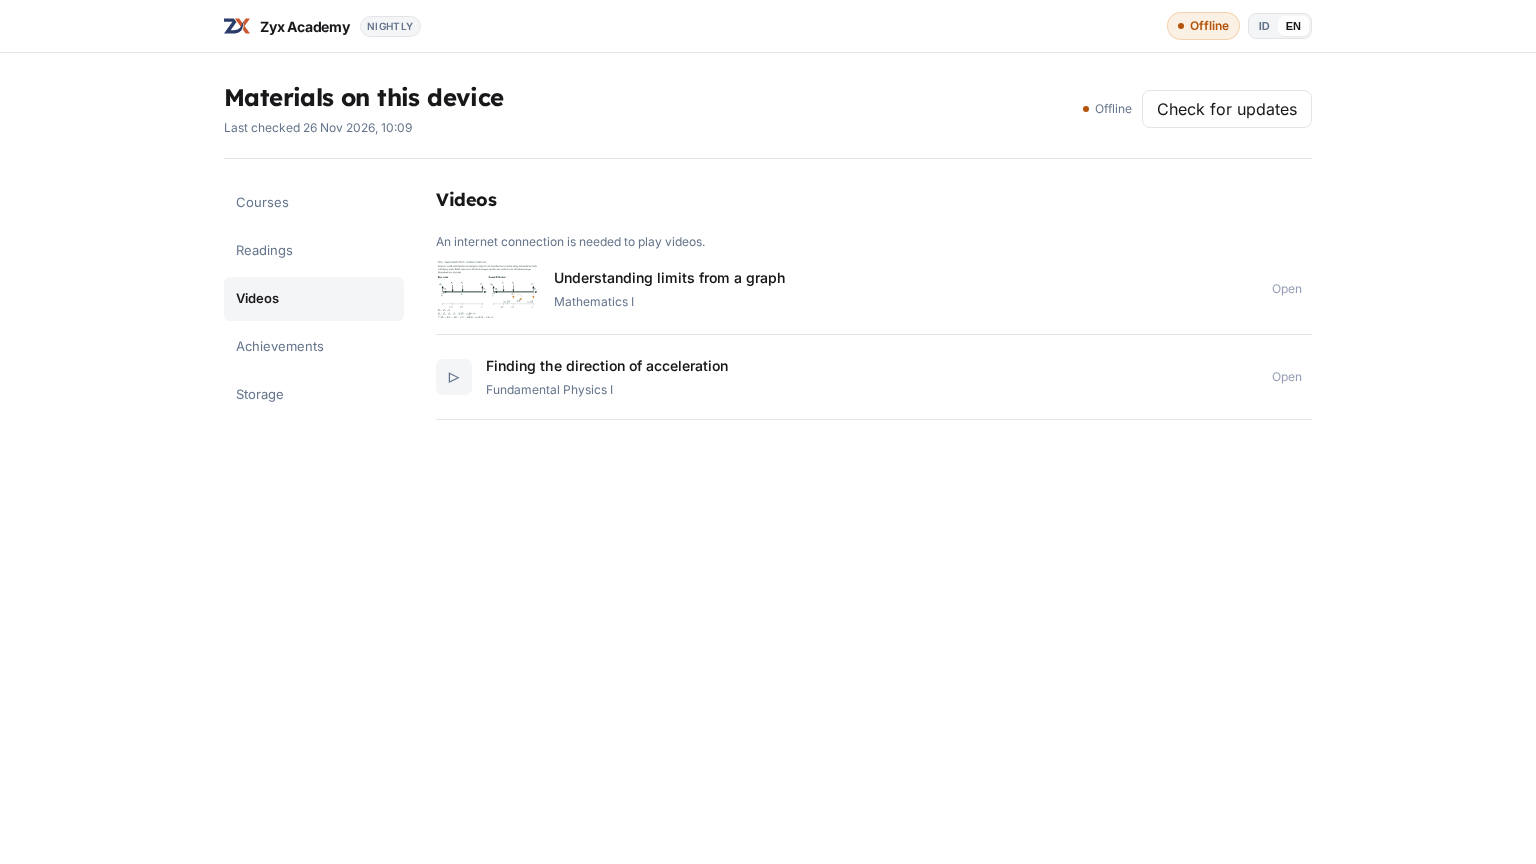 ZX Zyx Academy NIGHTLY
Offline ID EN
Materials on this device
Last checked 26 Nov 2026, 10:09
Offline Check for updates
Courses
Readings
Videos
Achievements
Storage
Videos
An internet connection is needed to play videos.
Understanding limits from a graph
Mathematics I
Open
Finding the direction of acceleration
Fundamental Physics I
Open